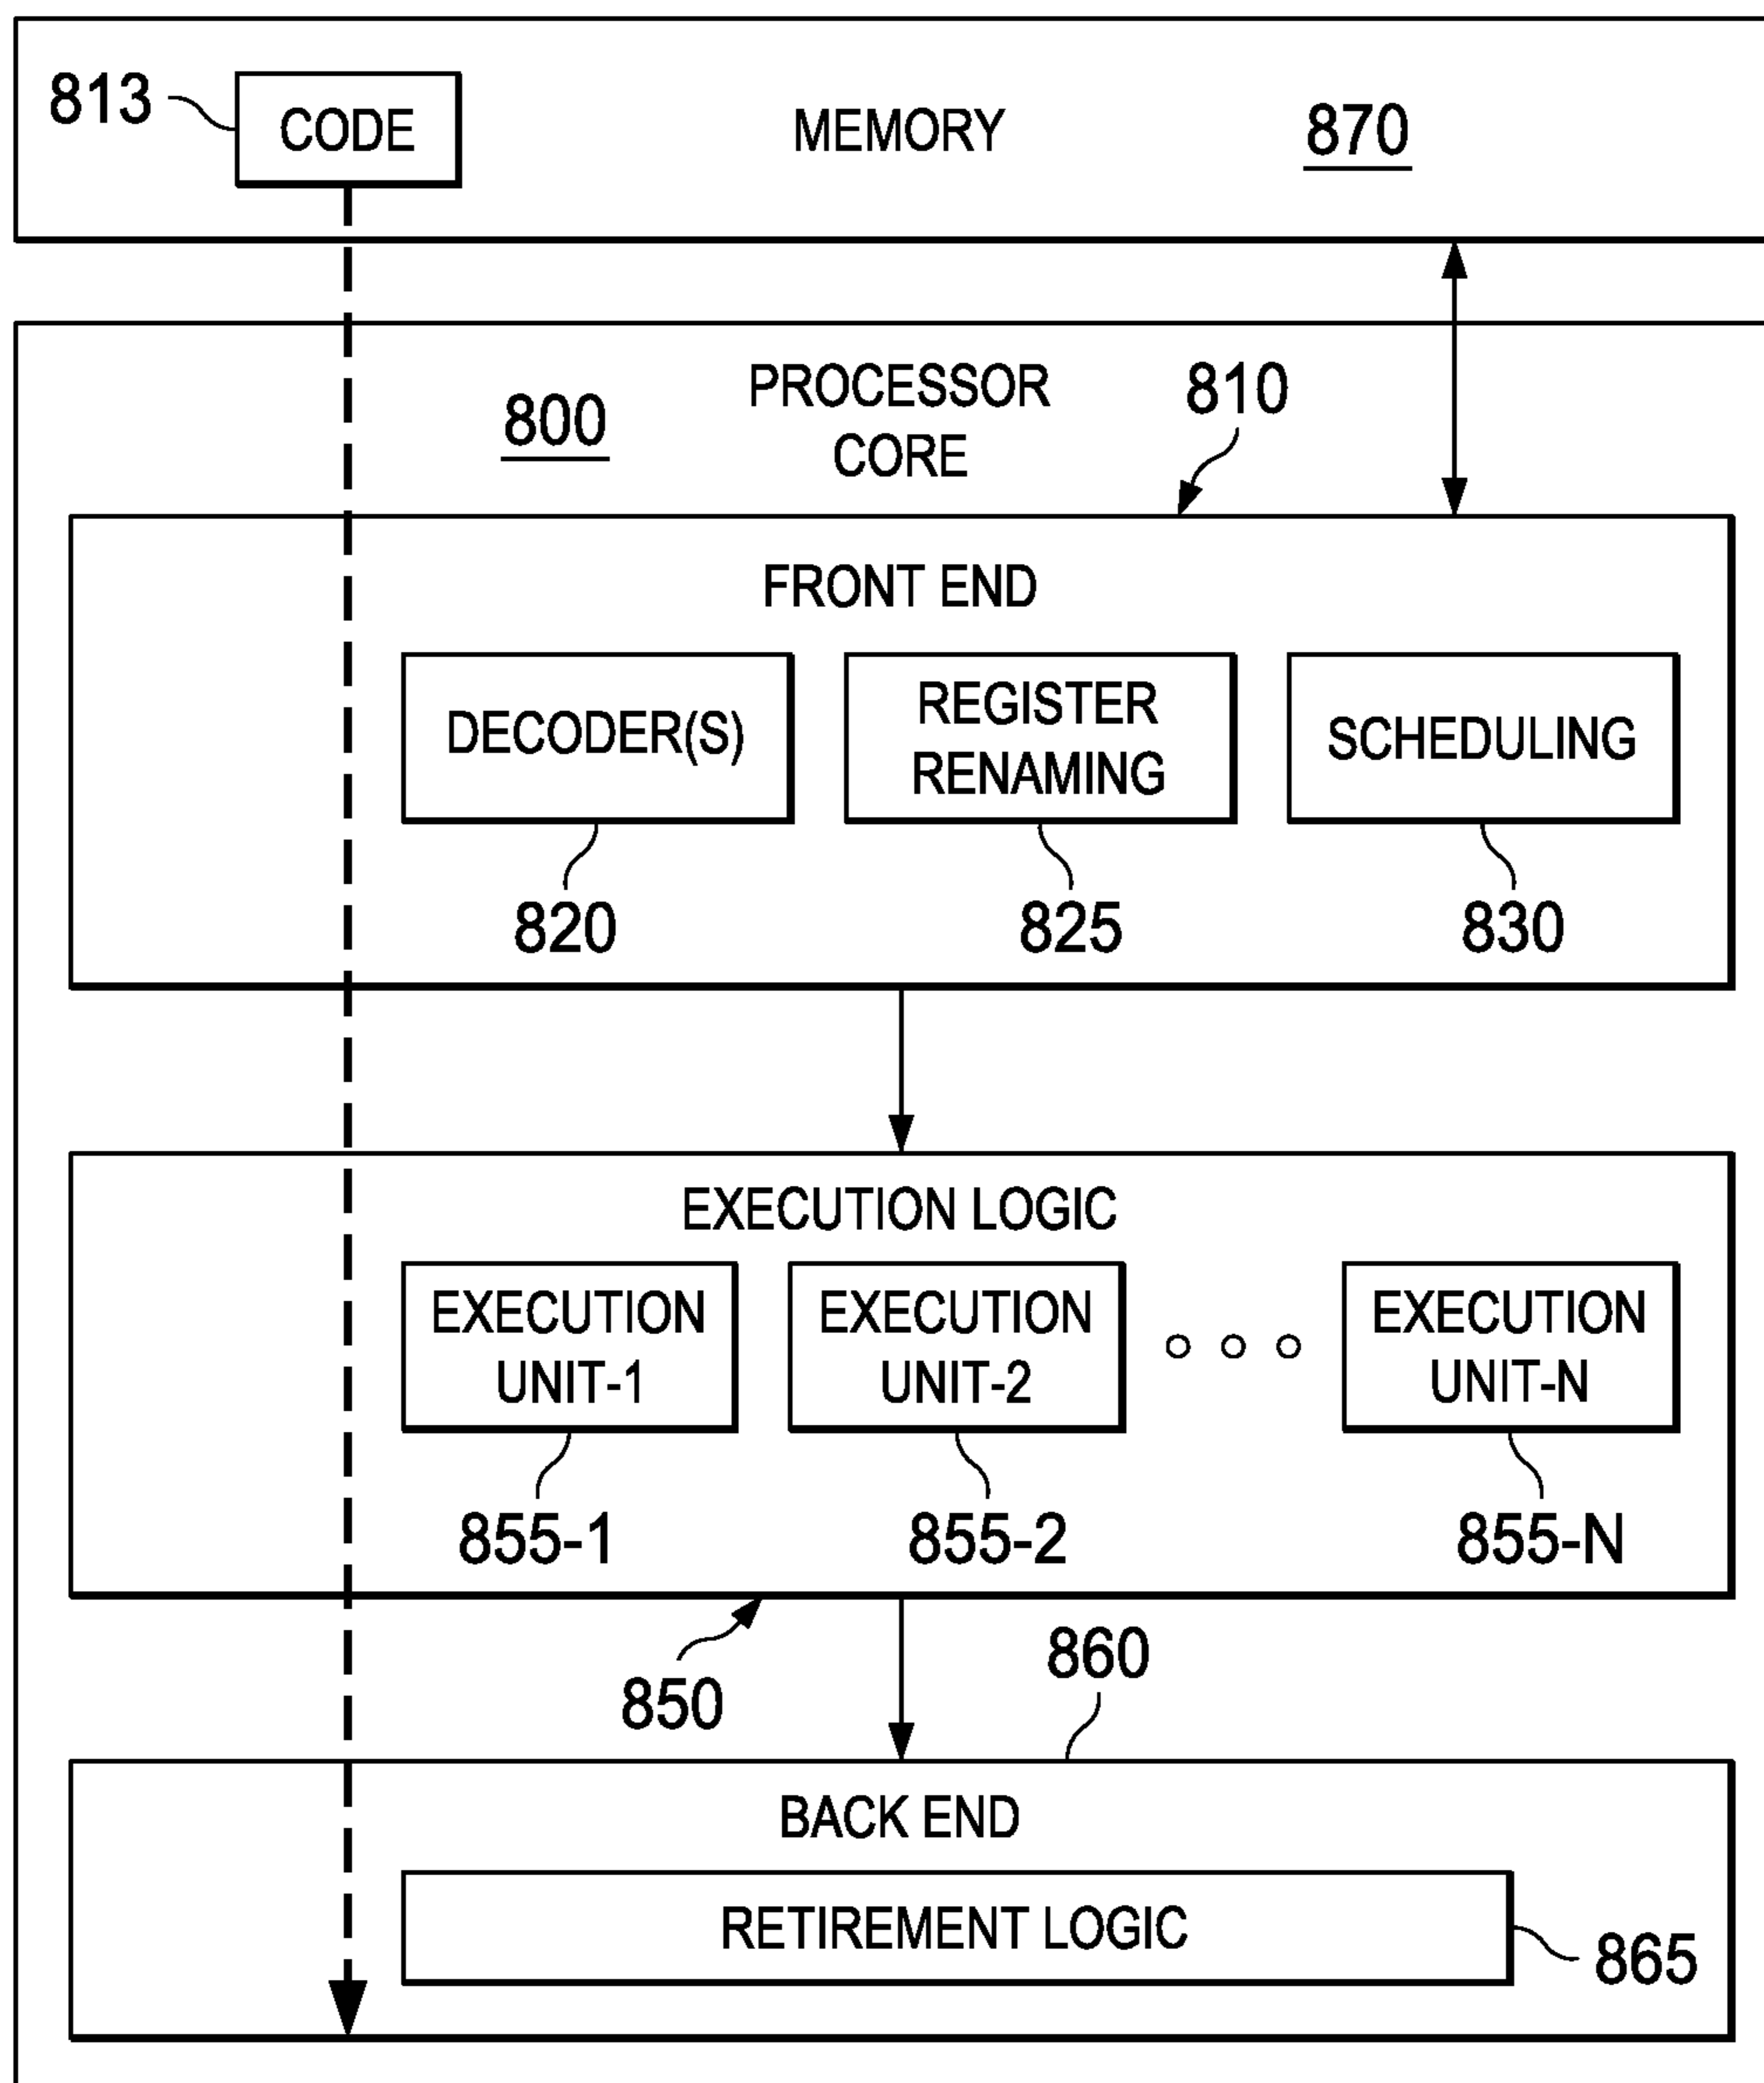 813
CODE
MEMORY
870
PROCESSOR
CORE
800
810
FRONT END
DECODER(S)
REGISTER
RENAMING
SCHEDULING
820
825
830
EXECUTION LOGIC
EXECUTION
UNIT-1
EXECUTION
UNIT-2
EXECUTION
UNIT-N
855-1
855-2
855-N
850
860
BACK END
RETIREMENT LOGIC
865